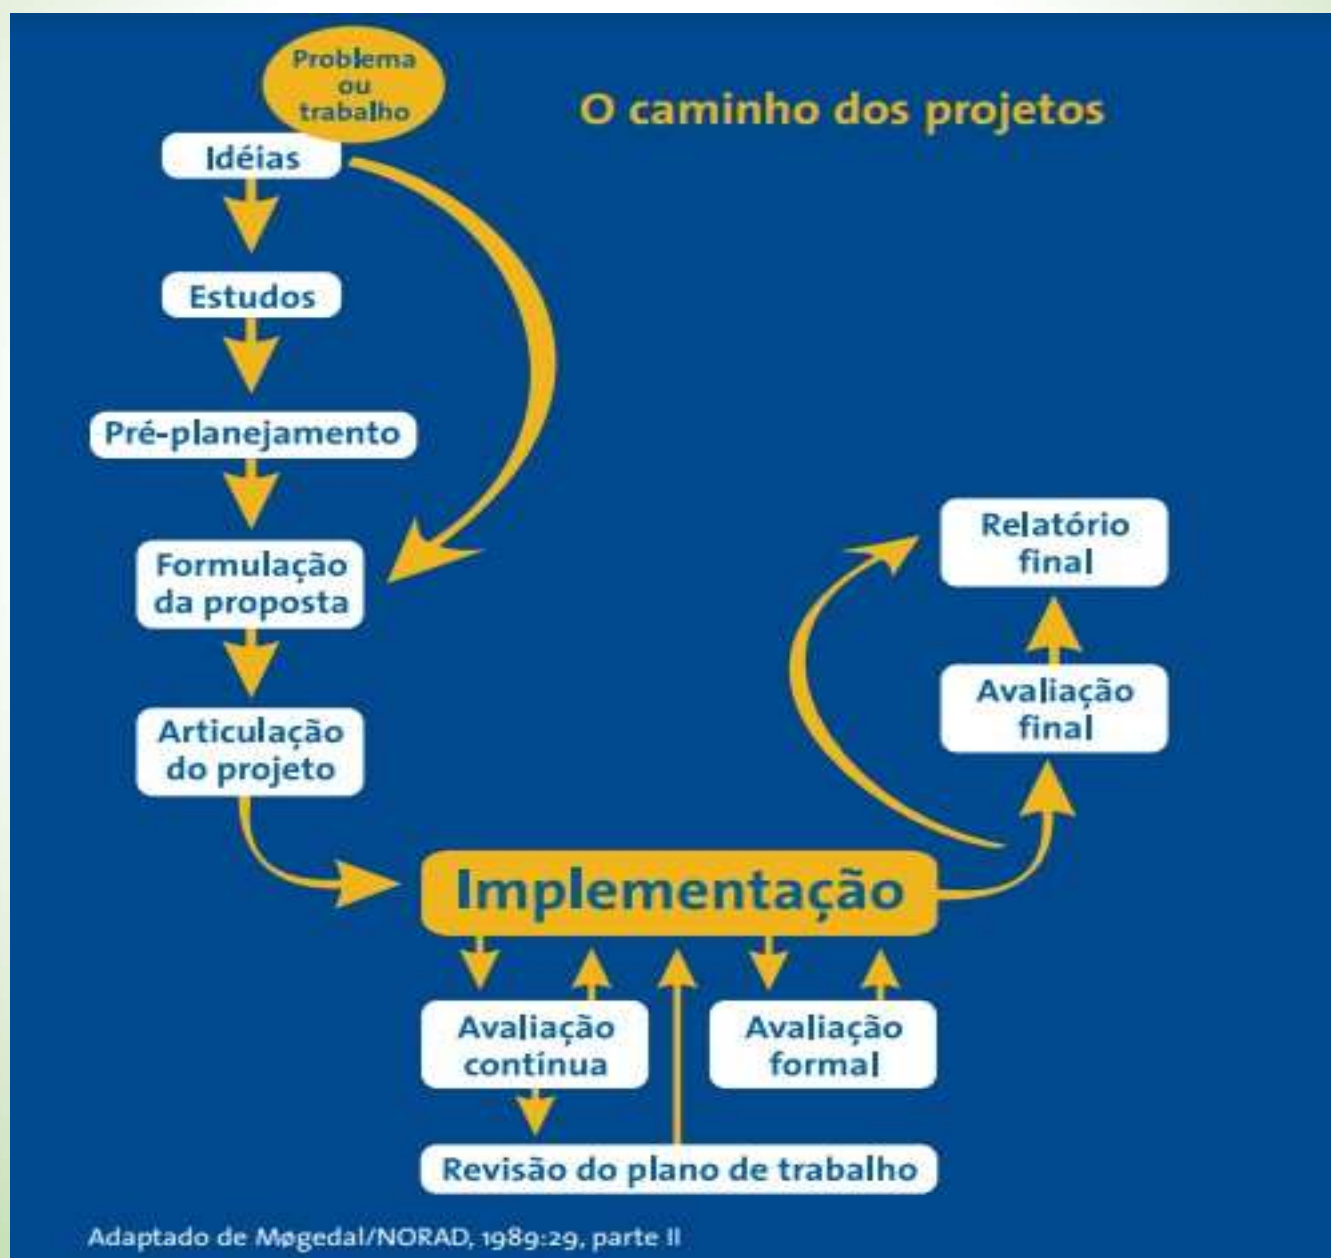 Problema
ou
trabalho
O caminho dos projetos
Idéias
Estudos
Pré-planejamento
Formulação
da proposta
Articulação
do projeto
Relatório
final
Avaliação
final
Implementação
Avaliação
contínua
Avaliação
formal
Revisão do plano de trabalho
Adaptado de Møgedal/NORAD, 1989:29, parte II